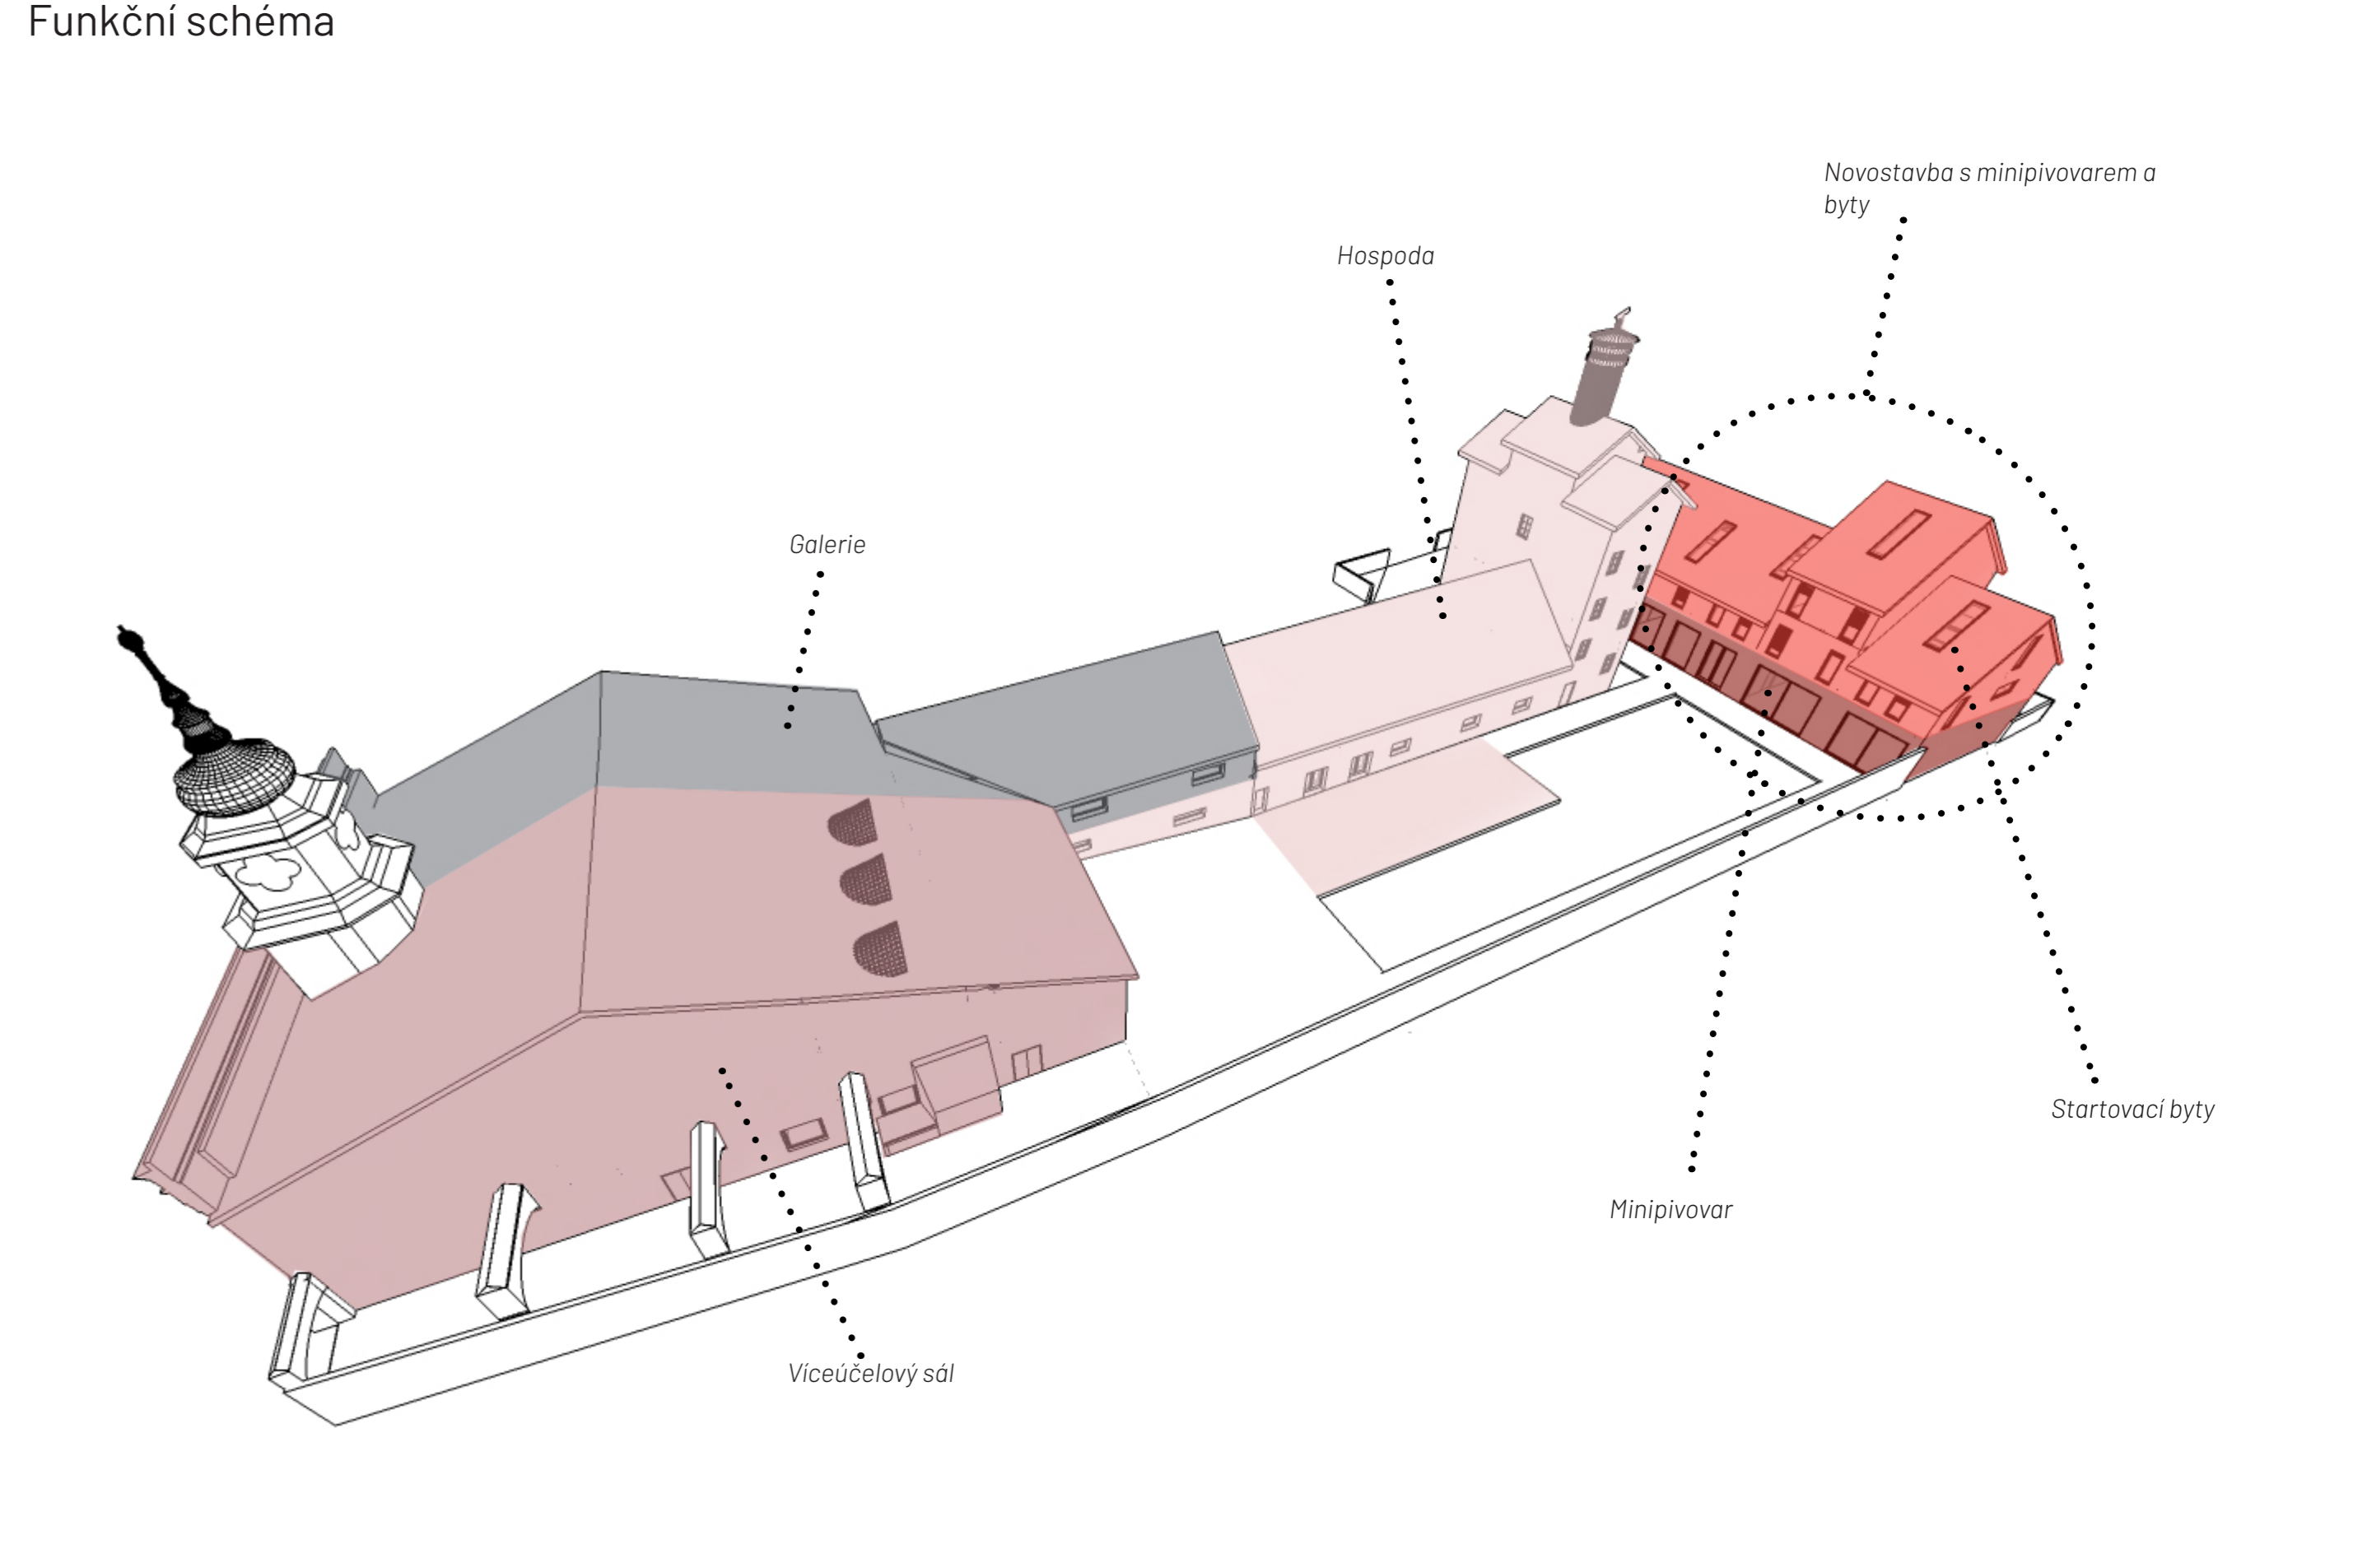 Funkční schéma
Novostavba s minipivovarem a
byty
Hospoda
Galerie
Startovací byty
Minipivovar
Víceúčelový sál